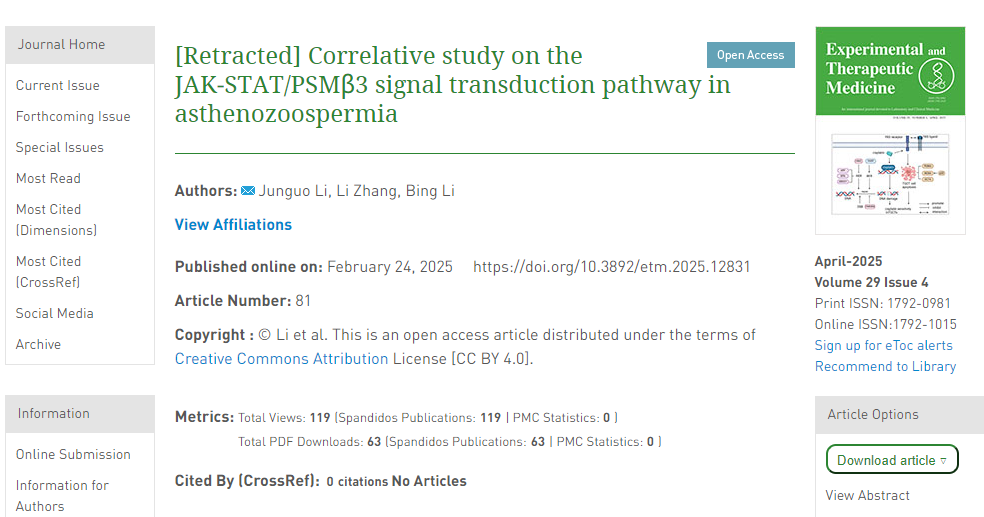 Journal Home
Current Issue
Forthcoming Issue
Special Issues
Most Read
Most Cited
(Dimensions)
Most Cited
(CrossRef)
Social Media
Archive
Information
Online Submission
Information for
Authors
[Retracted] Correlative study on the
JAK-STAT/PSMβ3 signal transduction pathway in
asthenozoospermia
Open Access
Authors: Junguo Li, Li Zhang, Bing Li
View Affiliations
Published online on: February 24, 2025 https://doi.org/10.3892/etm.2025.12831
Article Number: 81
Copyright : © Li et al. This is an open access article distributed under the terms of
Creative Commons Attribution License [CC BY 4.0].
Metrics: Total Views: 119 (Spandidos Publications: 119 | PMC Statistics: 0 )
Total PDF Downloads: 63 (Spandidos Publications: 63 | PMC Statistics: 0 )
Cited By (CrossRef): 0 citations No Articles
Experimental and
Therapeutic
Medicine
April-2025
Volume 29 Issue 4
Print ISSN: 1792-0981
Online ISSN:1792-1015
Sign up for eToc alerts
Recommend to Library
Article Options
Download article ▿
View Abstract